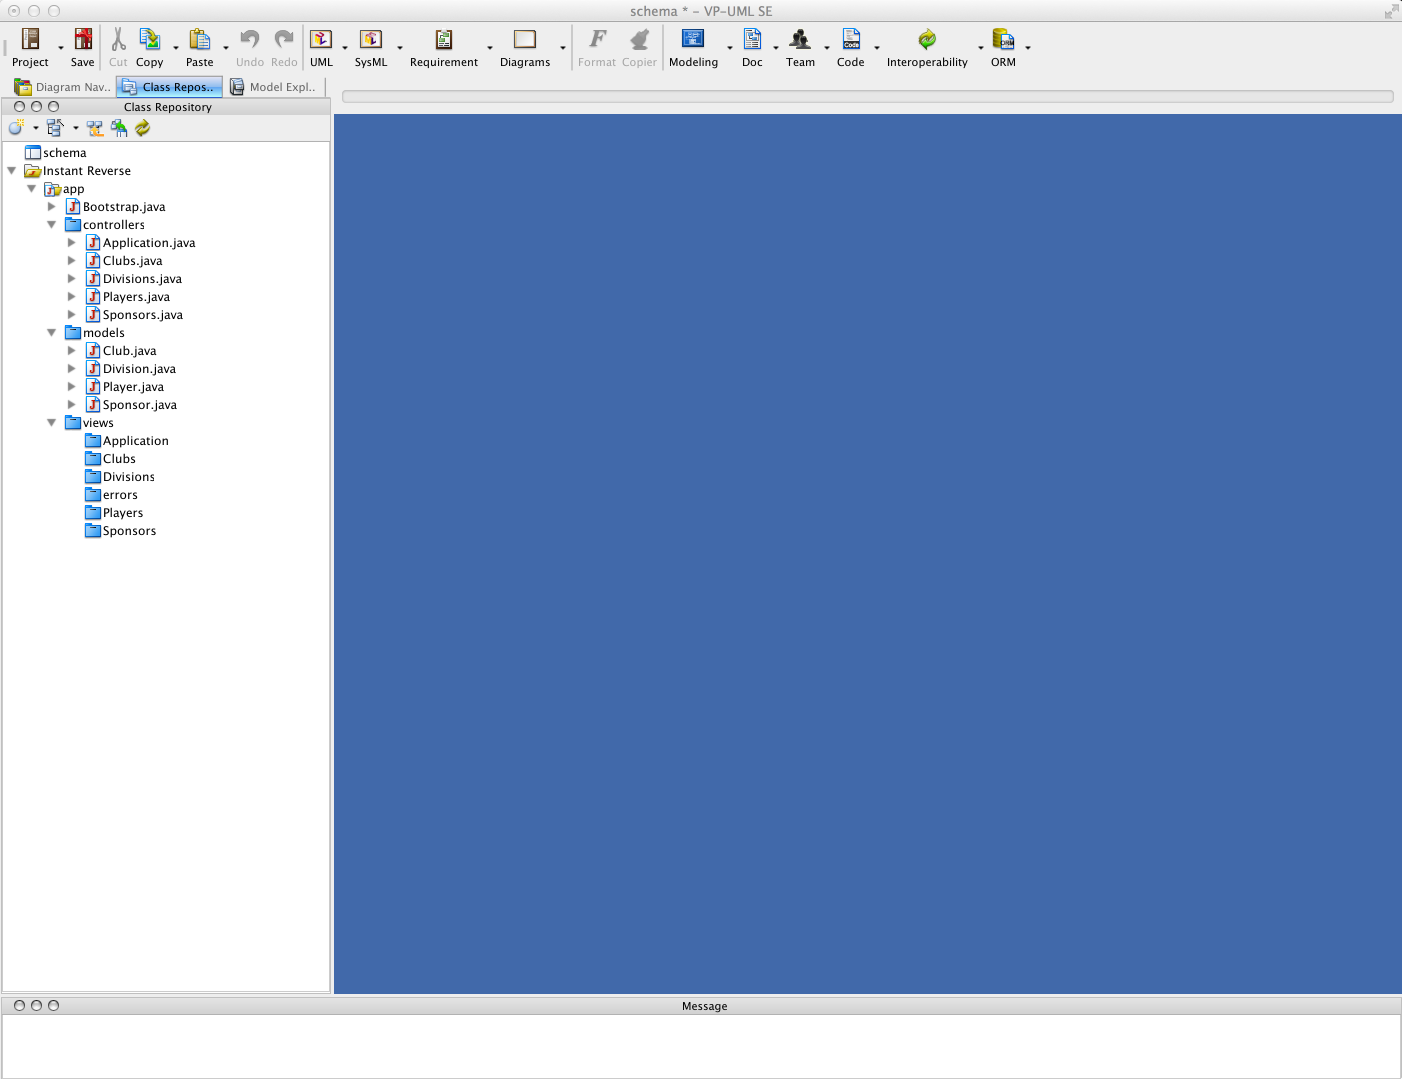 schema * – VP-UML SE
Project Save Cut Copy Paste Undo Redo UML SysML Requirement Diagrams Format Copier Modeling Doc Team Code Interoperability ORM
Diagram Nav.. Class Repos.. Model Expl..
Class Repository
schema
Instant Reverse
app
Bootstrap.java
controllers
Application.java
Clubs.java
Divisions.java
Players.java
Sponsors.java
models
Club.java
Division.java
Player.java
Sponsor.java
views
Application
Clubs
Divisions
errors
Players
Sponsors
Message